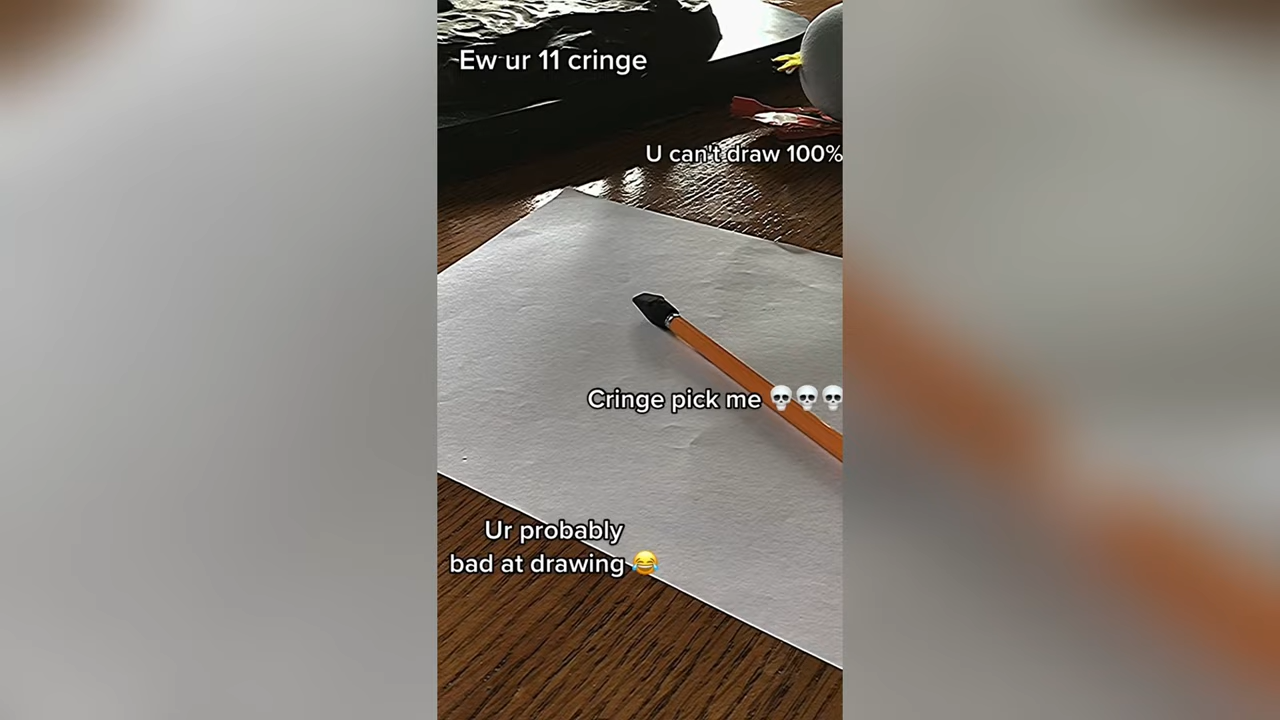 Ew ur 11 cringe
U can't draw 100%
Cringe pick me 💀💀💀
Ur probably
bad at drawing 😂